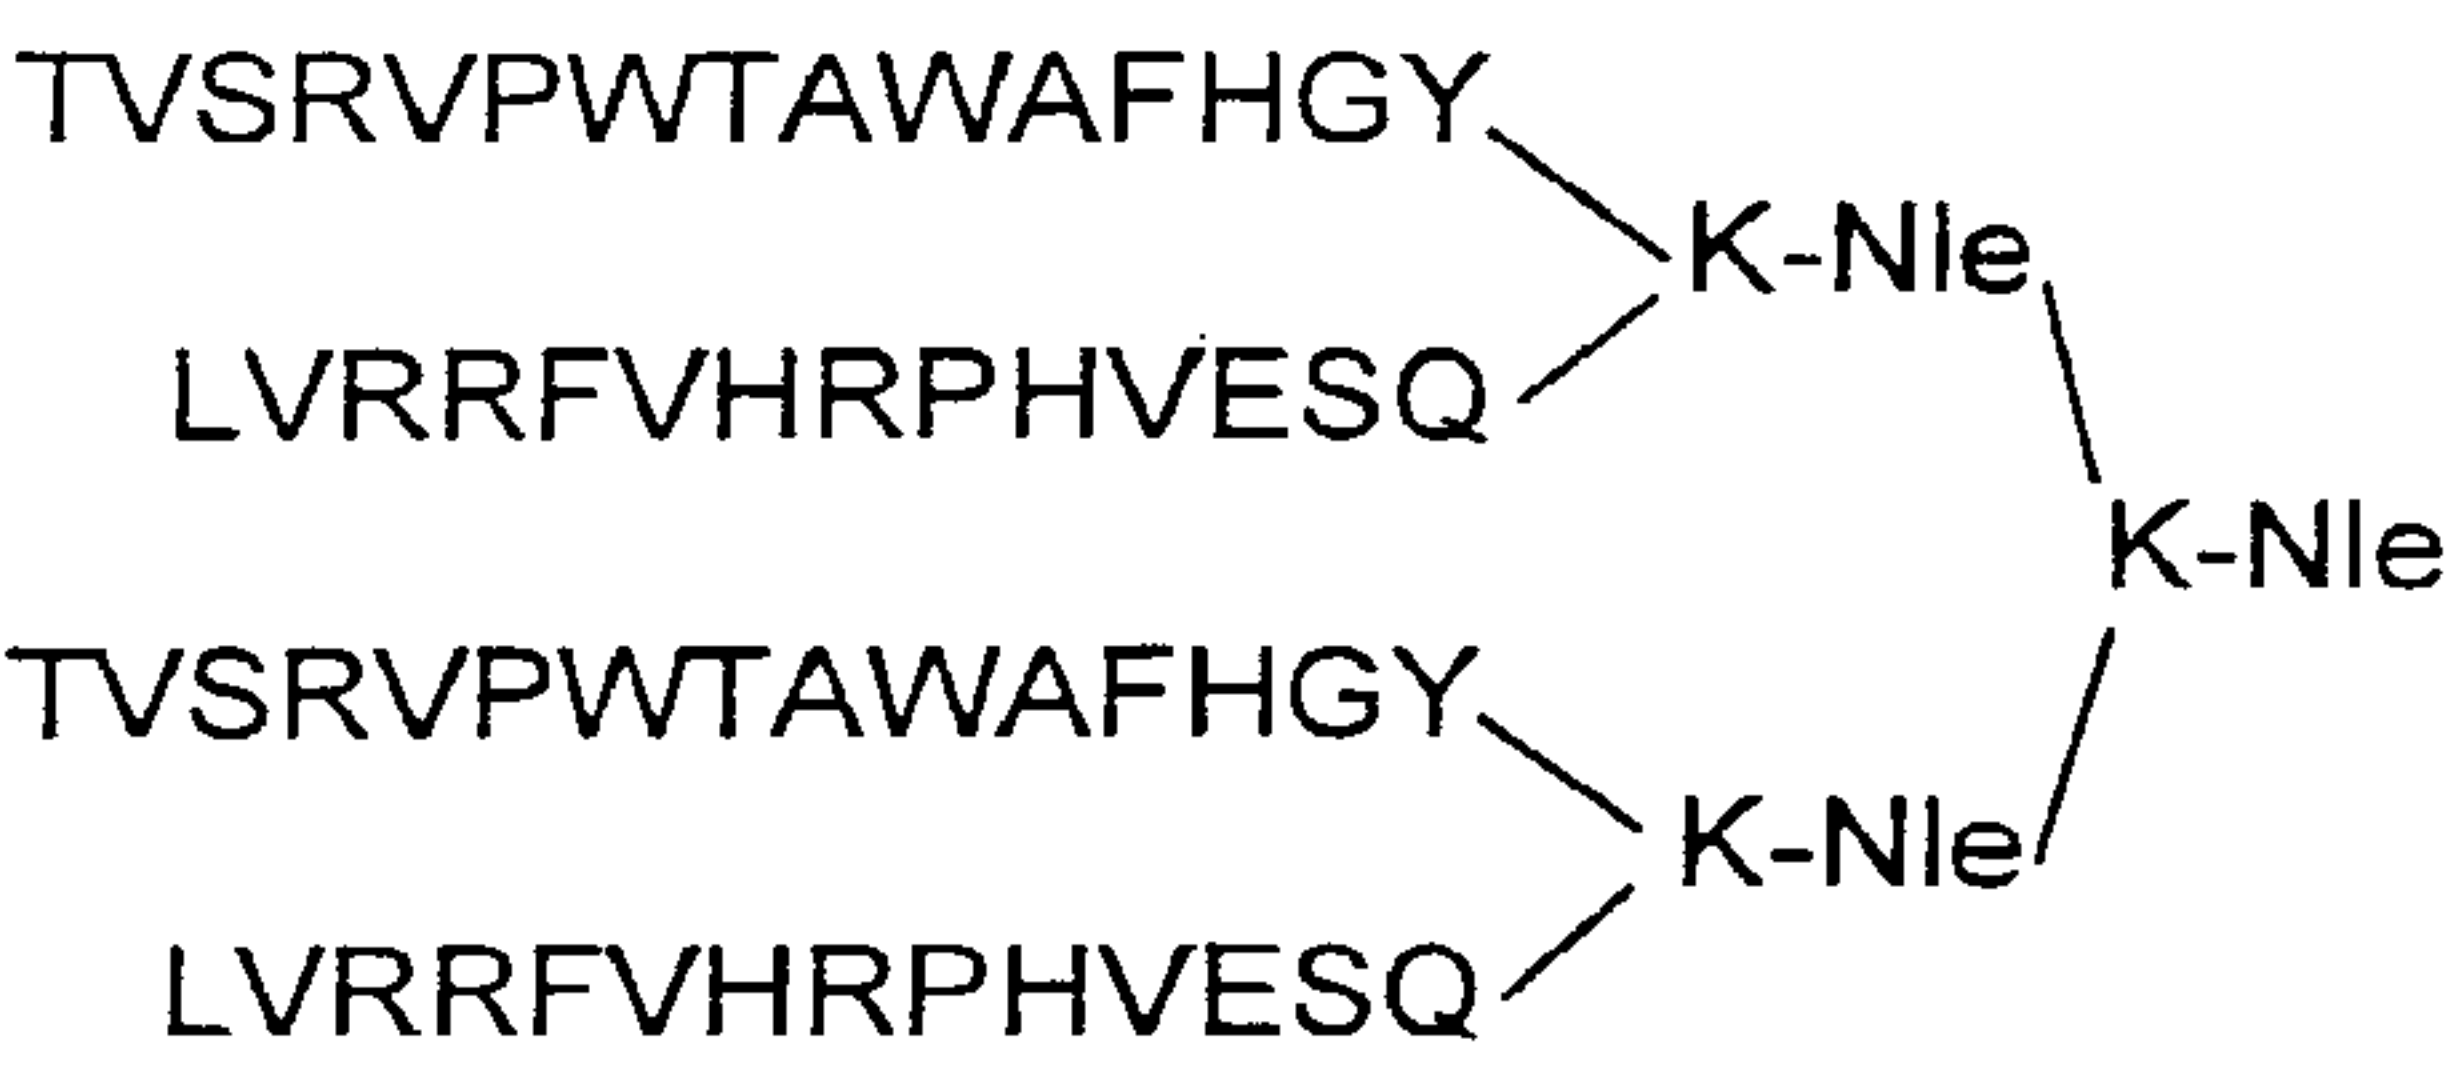 TVSRVPWTAWAFHGY
K-Nle
LVRRFVHRPHVESQ
K-Nle
TVSRVPWTAWAFHGY
K-Nle
LVRRFVHRPHVESQ